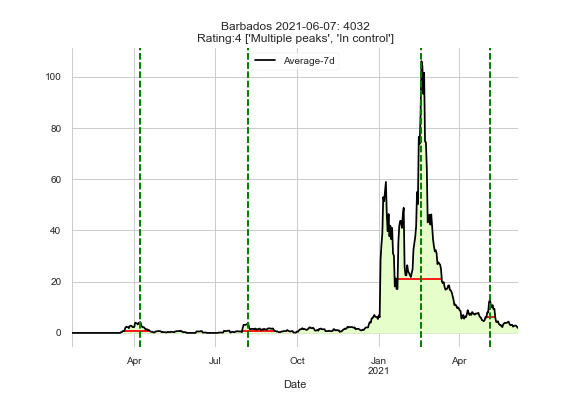 Barbados 2021-06-07: 4032
Rating:4 ['Multiple peaks', 'In control']
Average-7d
100
80
60
40
20
0
Apr
Jul
Oct
Jan
2021
Apr
Date